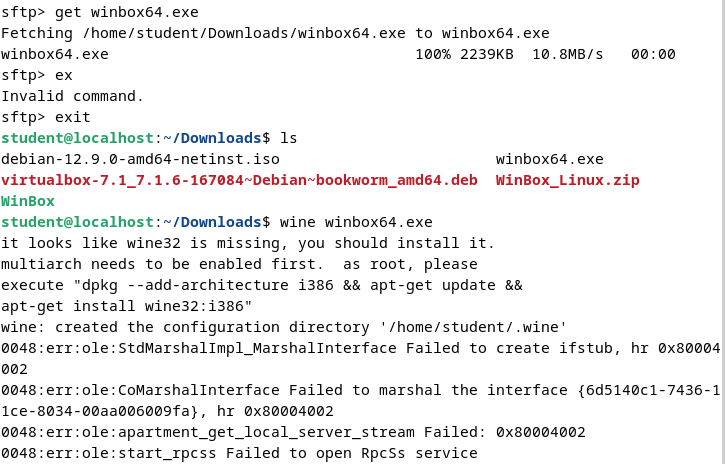 sftp> get winbox64.exe
Fetching /home/student/Downloads/winbox64.exe to winbox64.exe
winbox64.exe                                  100% 2239KB  10.8MB/s   00:00
sftp> ex
Invalid command.
sftp> exit
student@localhost:~/Downloads$ ls
debian-12.9.0-amd64-netinst.iso                        winbox64.exe
virtualbox-7.1_7.1.6-167084~Debian~bookworm_amd64.deb  WinBox_Linux.zip
WinBox
student@localhost:~/Downloads$ wine winbox64.exe
it looks like wine32 is missing, you should install it.
multiarch needs to be enabled first.  as root, please
execute "dpkg --add-architecture i386 && apt-get update &&
apt-get install wine32:i386"
wine: created the configuration directory '/home/student/.wine'
0048:err:ole:StdMarshalImpl_MarshalInterface Failed to create ifstub, hr 0x80004
002
0048:err:ole:CoMarshalInterface Failed to marshal the interface {6d5140c1-7436-1
1ce-8034-00aa006009fa}, hr 0x80004002
0048:err:ole:apartment_get_local_server_stream Failed: 0x80004002
0048:err:ole:start_rpcss Failed to open RpcSs service